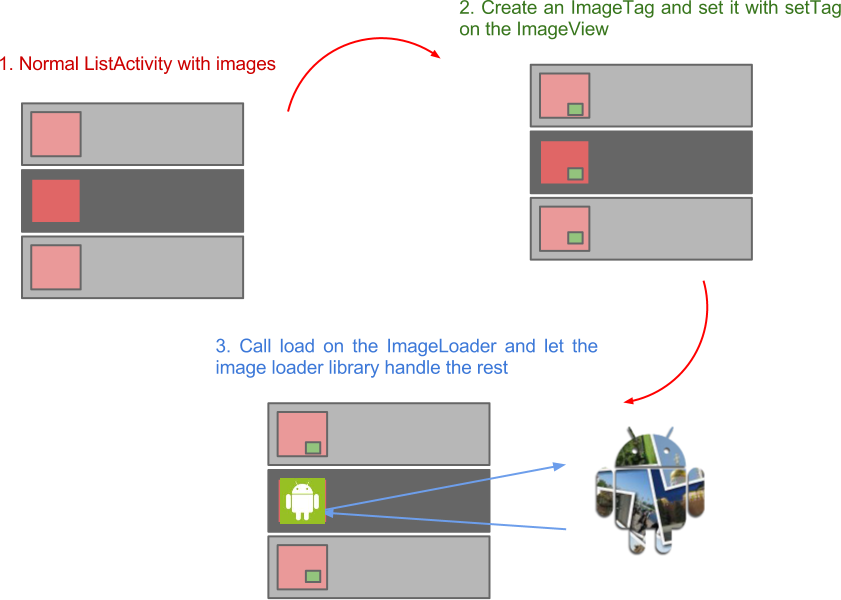 2. Create an ImageTag and set it with setTag
on the ImageView
1. Normal ListActivity with images
3. Call load on the ImageLoader and let the
image loader library handle the rest